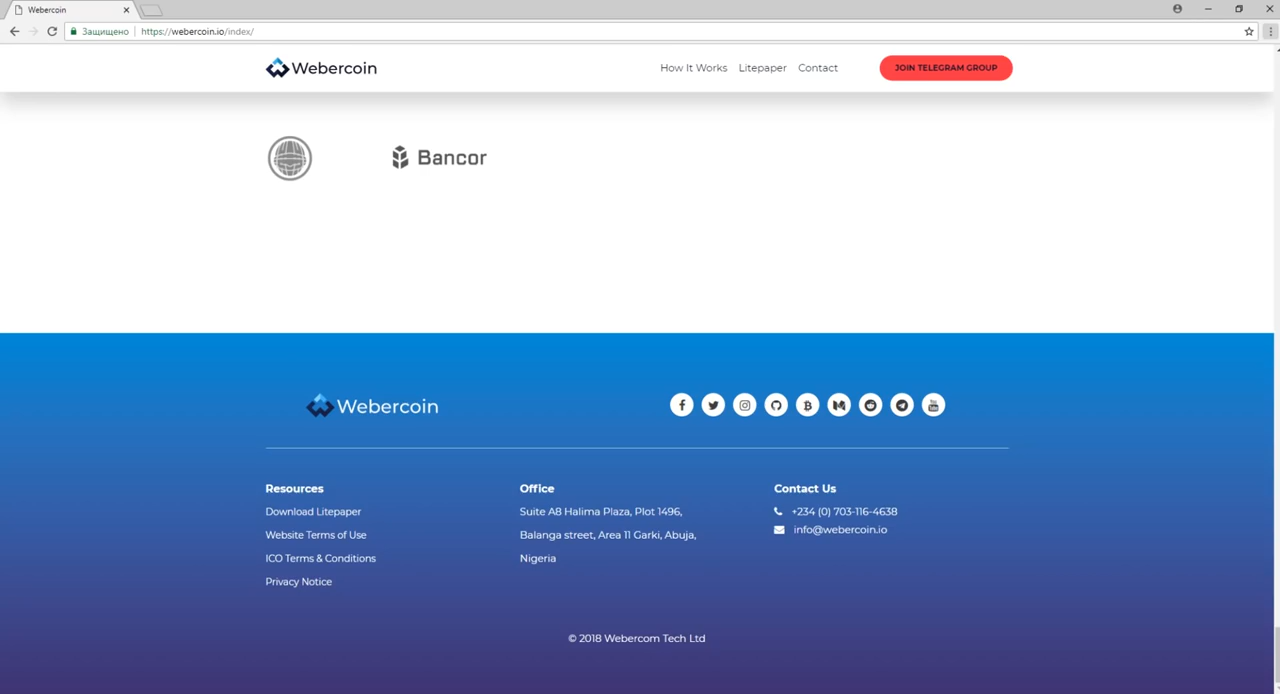 Webercoin
Защищено
https://webercoin.io/index/
Webercoin
How It Works
Litepaper
Contact
JOIN TELEGRAM GROUP
Bancor
Webercoin
Resources
Download Litepaper
Website Terms of Use
ICO Terms & Conditions
Privacy Notice
Office
Suite A8 Halima Plaza, Plot 1496,
Balanga street, Area 11 Garki, Abuja,
Nigeria
Contact Us
+234 (0) 703-116-4638
info@webercoin.io
© 2018 Webercom Tech Ltd